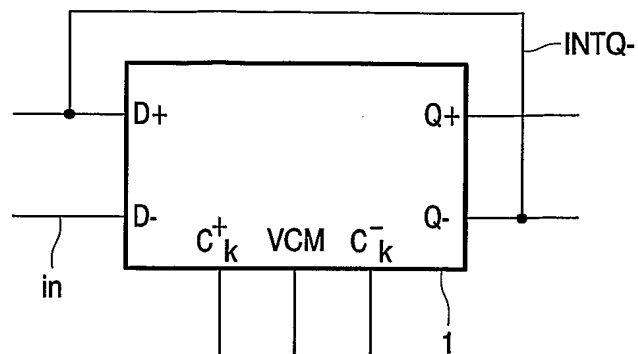 INTQ-
D+ Q+
D- Q-
C+k VCM C-k
in
1